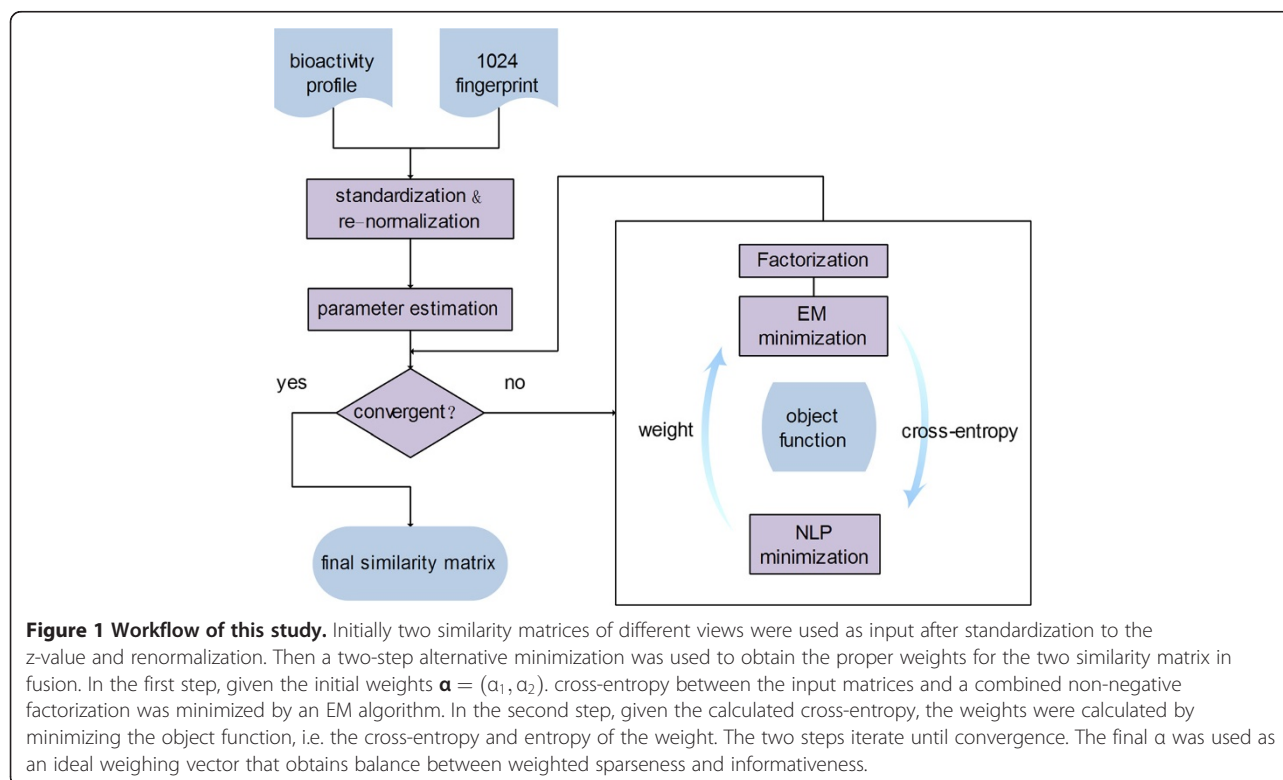 bioactivity
profile
1024
fingerprint
standardization &
re-normalization
parameter estimation
yes
no
convergent?
final similarity matrix
Factorization
EM
minimization
weight
object
function
cross-entropy
NLP
minimization
Figure 1 Workflow of this study. Initially two similarity matrices of different views were used as input after standardization to the
z-value and renormalization. Then a two-step alternative minimization was used to obtain the proper weights for the two similarity matrix in
fusion. In the first step, given the initial weights α = (α₁, α₂). cross-entropy between the input matrices and a combined non-negative
factorization was minimized by an EM algorithm. In the second step, given the calculated cross-entropy, the weights were calculated by
minimizing the object function, i.e. the cross-entropy and entropy of the weight. The two steps iterate until convergence. The final α was used as
an ideal weighing vector that obtains balance between weighted sparseness and informativeness.